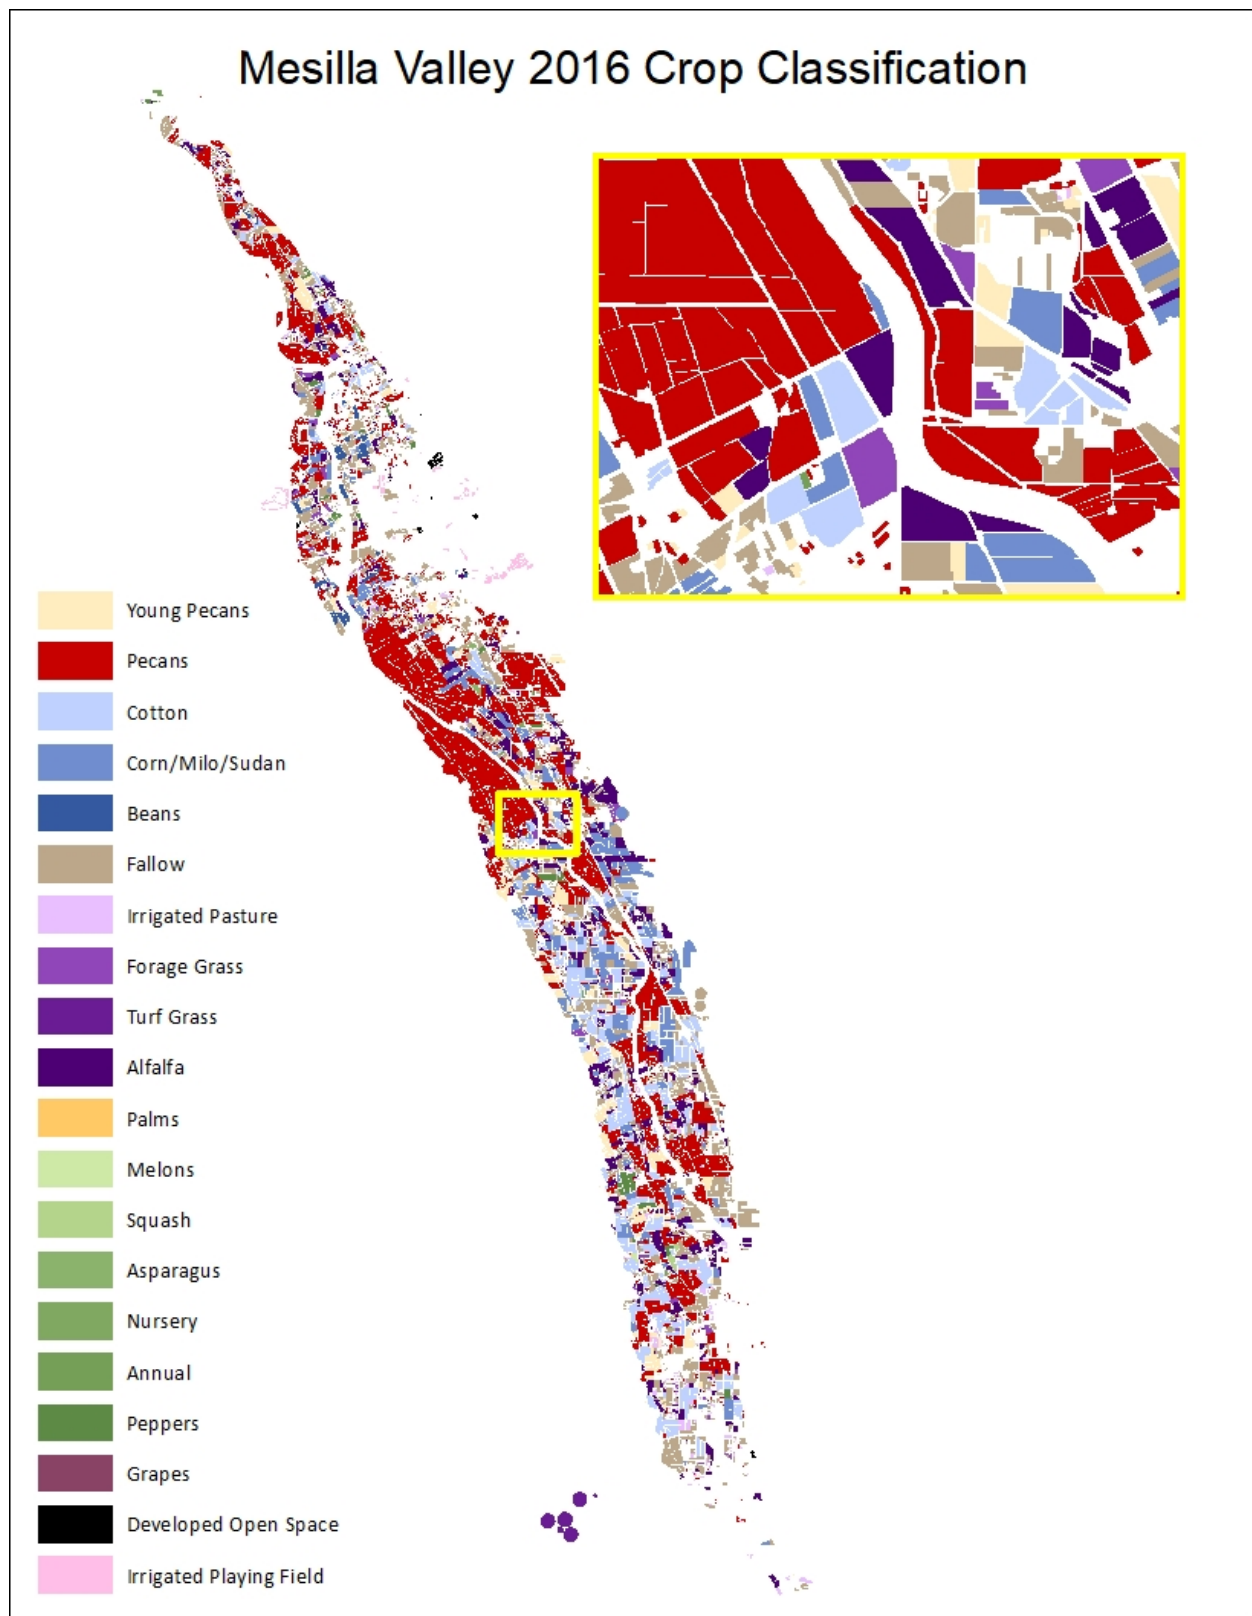 Mesilla Valley 2016 Crop Classification
Young Pecans
Pecans
Cotton
Corn/Milo/Sudan
Beans
Fallow
Irrigated Pasture
Forage Grass
Turf Grass
Alfalfa
Palms
Melons
Squash
Asparagus
Nursery
Annual
Peppers
Grapes
Developed Open Space
Irrigated Playing Field